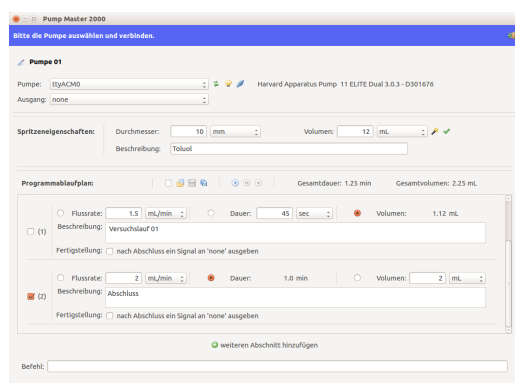 Pump Master 2000
Bitte die Pumpe auswählen und verbinden.
Pumpe 01
Pumpe: ttyACM0 Harvard Apparatus Pump 11 ELITE Dual 3.0.3 - D301676
Ausgang: none
Spritzeneigenschaften: Durchmesser: 10 mm Volumen: 12 mL
Beschreibung: Toluol
Programmablaufplan: Gesamtdauer: 1.25 min Gesamtvolumen: 2.25 mL
(1) Flussrate: 1.5 mL/min Dauer: 45 sec Volumen: 1.12 mL
Beschreibung: Versuchslauf 01
Fertigstellung: nach Abschluss ein Signal an 'none' ausgeben
(2) Flussrate: 2 mL/min Dauer: 1.0 min Volumen: 2 mL
Beschreibung: Abschluss
Fertigstellung: nach Abschluss ein Signal an 'none' ausgeben
weiteren Abschnitt hinzufügen
Befehl: